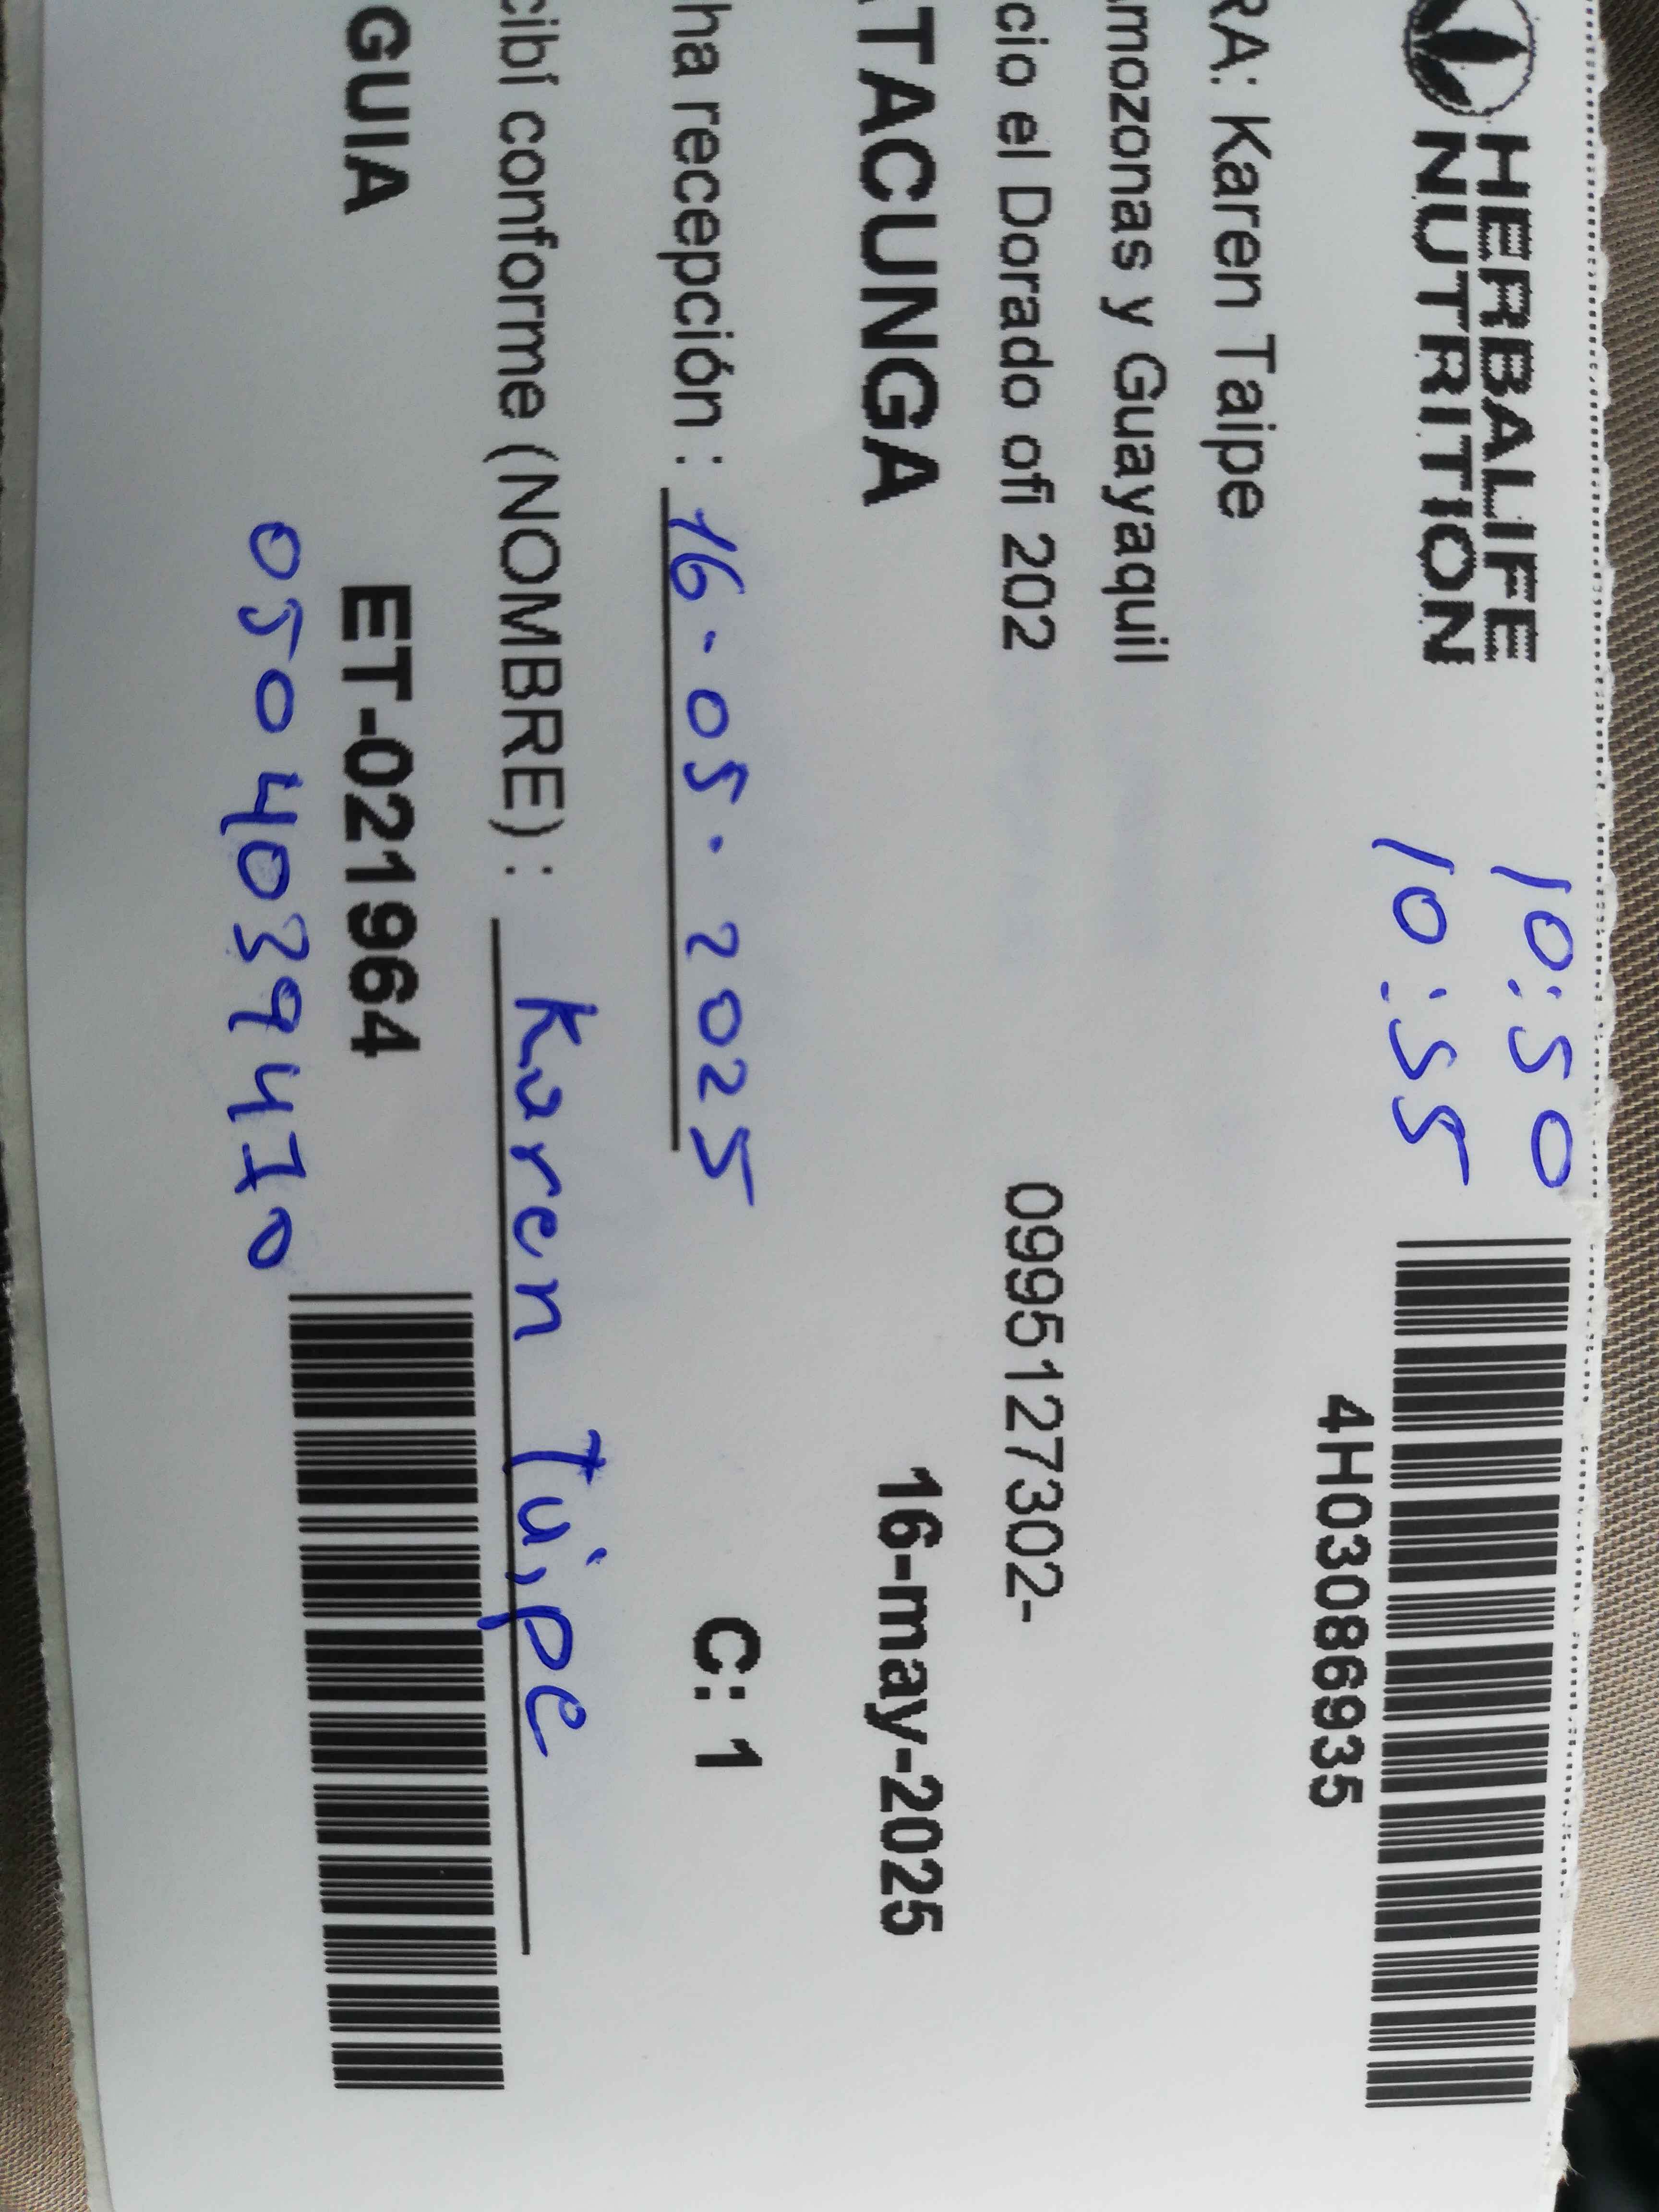 HERBALIFE
NUTRITION
10:50
10:55
4H03086935
RA: Karen Taipe
mozonas y Guayaquil
cio el Dorado ofi 202
0995127302-
TACUNGA
16-may-2025
ha recepción : 16.05.2025
C: 1
cibí conforme (NOMBRE) : Karen Taipe
GUIA
ET-021964
0504039470